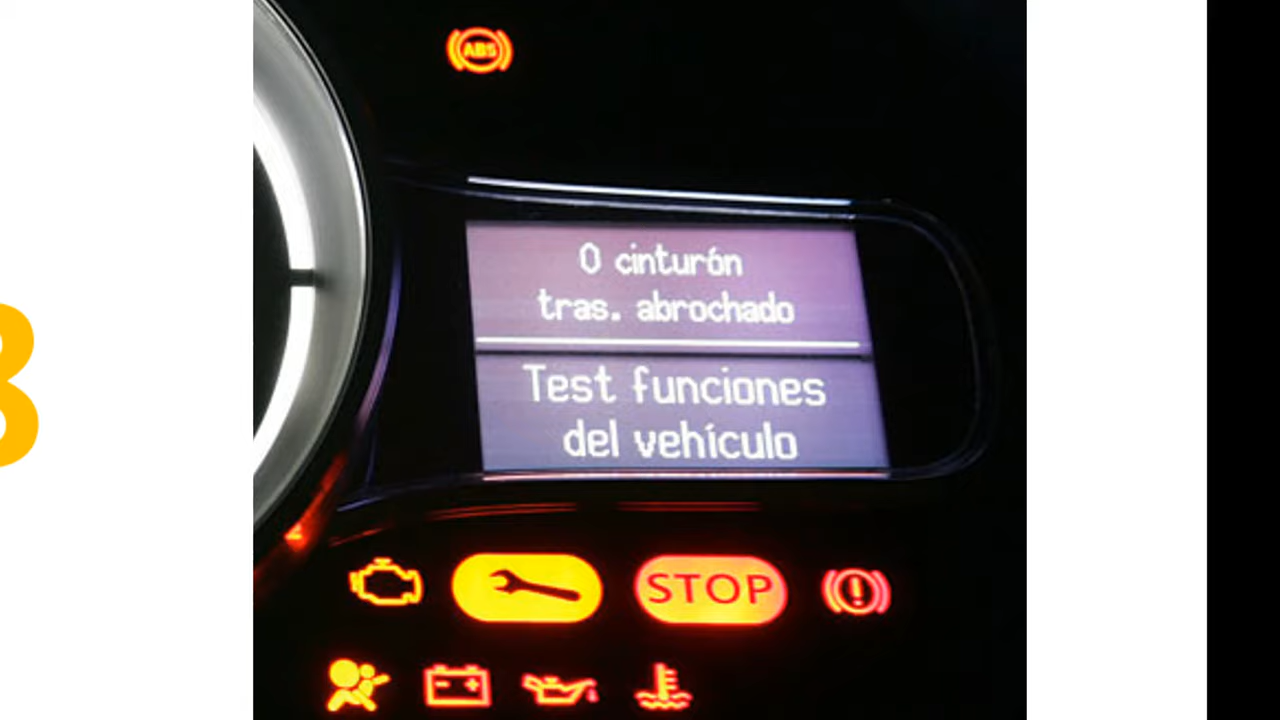 ABS
0 cinturón
tras. abrochado
Test funciones
del vehículo
STOP